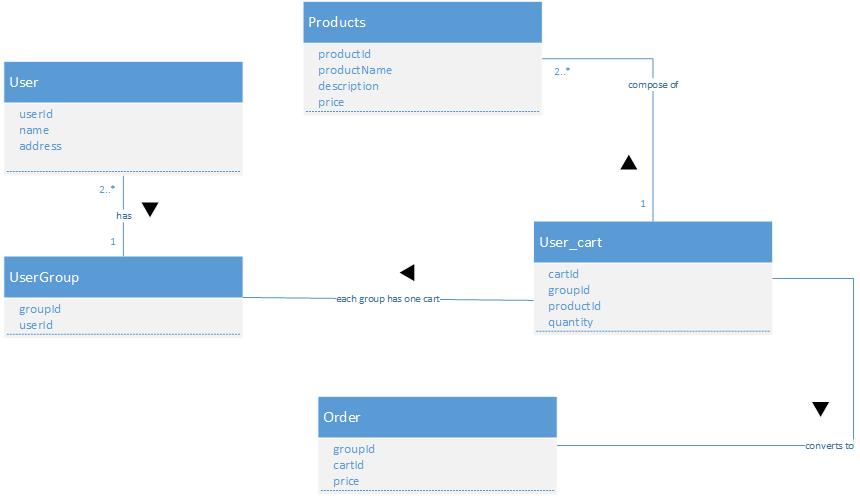 Products
productId
productName
description
price
2..*
compose of
1
User
userId
name
address
2..*
has
1
UserGroup
groupId
userId
each group has one cart
User_cart
cartId
groupId
productId
quantity
Order
groupId
cartId
price
converts to